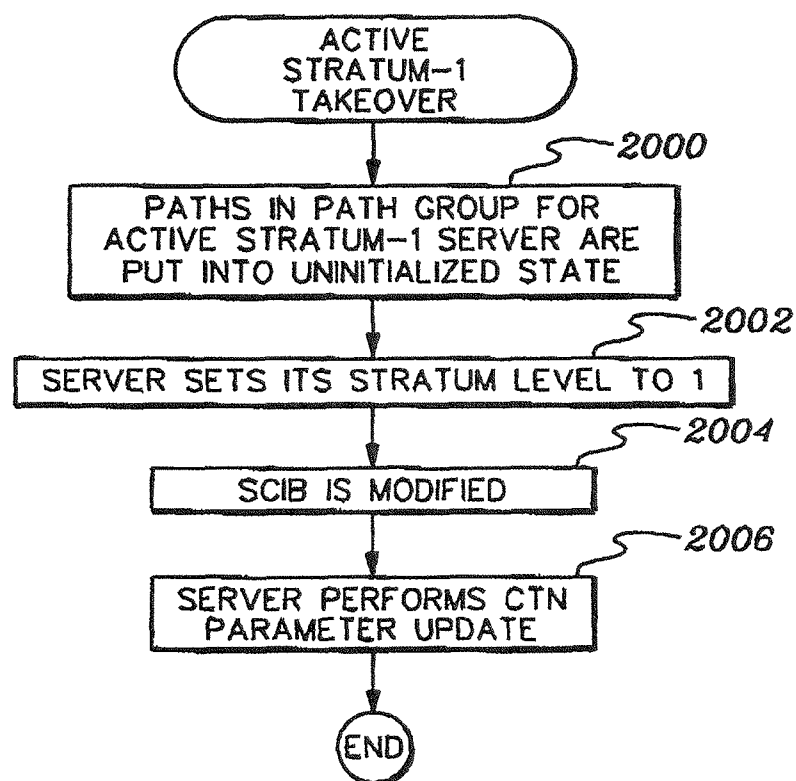 ACTIVE
STRATUM-1
TAKEOVER
2000
PATHS IN PATH GROUP FOR
ACTIVE STRATUM-1 SERVER ARE
PUT INTO UNINITIALIZED STATE
2002
SERVER SETS ITS STRATUM LEVEL TO 1
2004
SCIB IS MODIFIED
2006
SERVER PERFORMS CTN
PARAMETER UPDATE
END